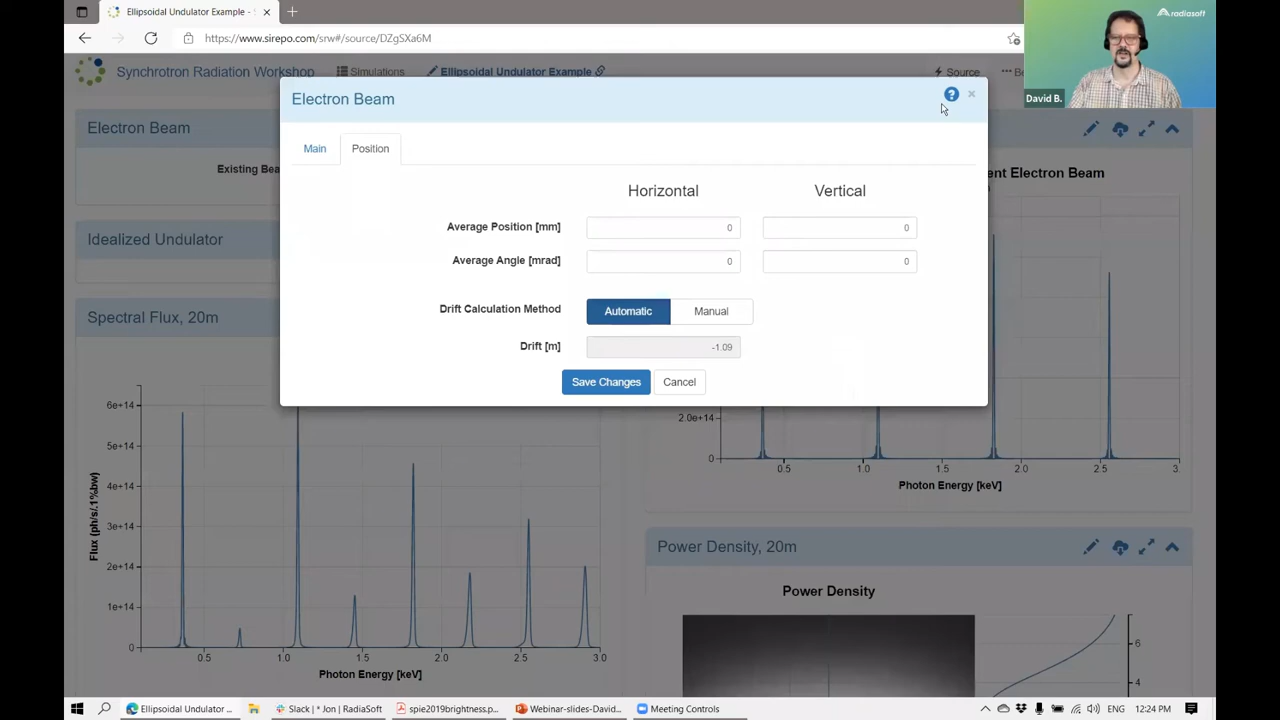 Ellipsoidal Undulator Example -
https://www.sirepo.com/srw#/source/DZgSXa6M
radiasoft
David B.
Synchrotron Radiation Workshop
Simulations
Ellipsoidal Undulator Example
Source
Electron Beam
Existing Bea
Idealized Undulator
Spectral Flux, 20m
Electron Beam
?
×
Main
Position
Horizontal
Vertical
Average Position [mm]
0
0
Average Angle [mrad]
0
0
Drift Calculation Method
Automatic
Manual
Drift [m]
-1.09
Save Changes
Cancel
ent Electron Beam
2.0e+14
0
0.5
1.0
1.5
2.0
2.5
3.
Photon Energy [keV]
6e+14
5e+14
4e+14
3e+14
2e+14
1e+14
0
Flux (ph/s/.1%bw)
0.5
1.0
1.5
2.0
2.5
3.0
Photon Energy [keV]
Power Density, 20m
Power Density
6
4
Ellipsoidal Undulator ...
Slack | * Jon | RadiaSoft
spie2019brightness.p...
Webinar-slides-David...
Meeting Controls
ENG
12:24 PM